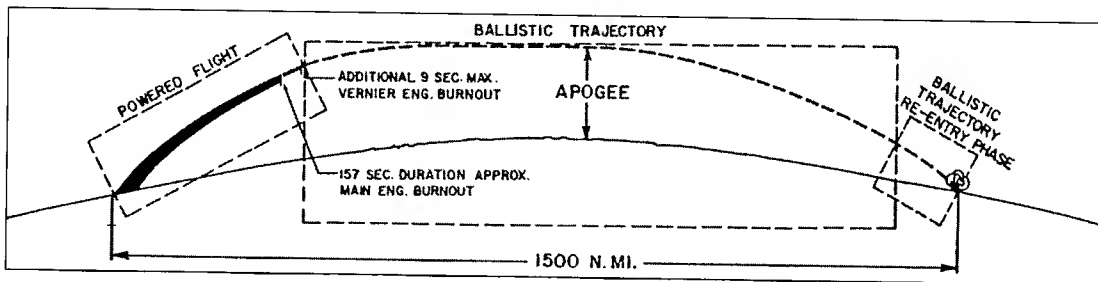 BALLISTIC TRAJECTORY
POWERED FLIGHT
ADDITIONAL 9 SEC. MAX.
VERNIER ENG. BURNOUT
APOGEE
BALLISTIC
TRAJECTORY
RE-ENTRY PHASE
157 SEC. DURATION APPROX.
MAIN ENG. BURNOUT
1500 N. MI.